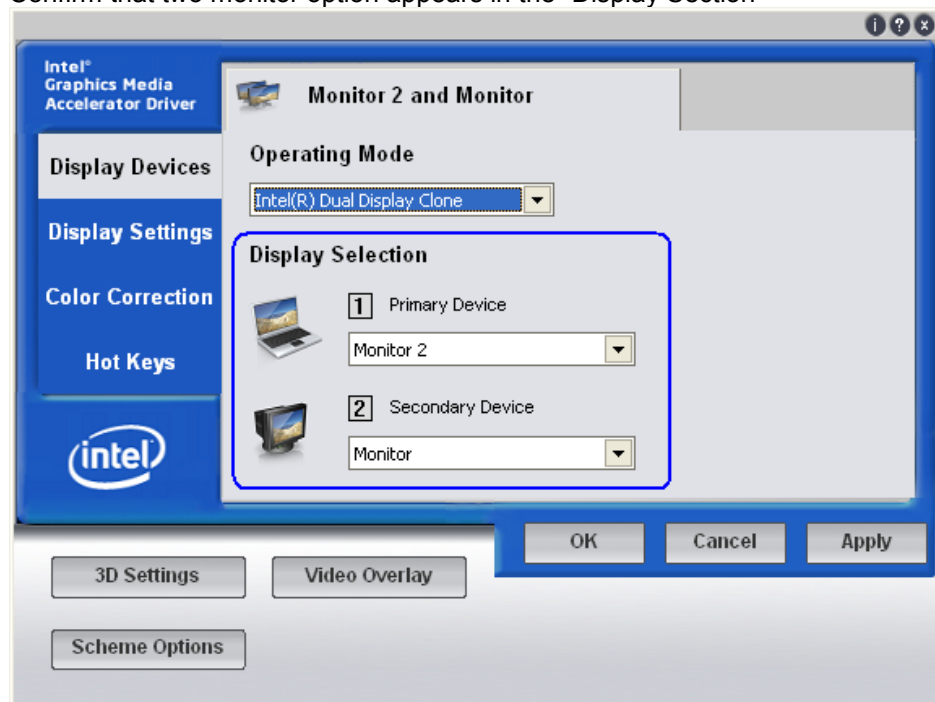 Confirm that two monitor option appears in the "Display Section"
Intel®
Graphics Media
Accelerator Driver
Monitor 2 and Monitor
Display Devices
Display Settings
Color Correction
Hot Keys
intel
Operating Mode
Intel(R) Dual Display Clone
Display Selection
1 Primary Device
Monitor 2
2 Secondary Device
Monitor
OK Cancel Apply
3D Settings Video Overlay
Scheme Options